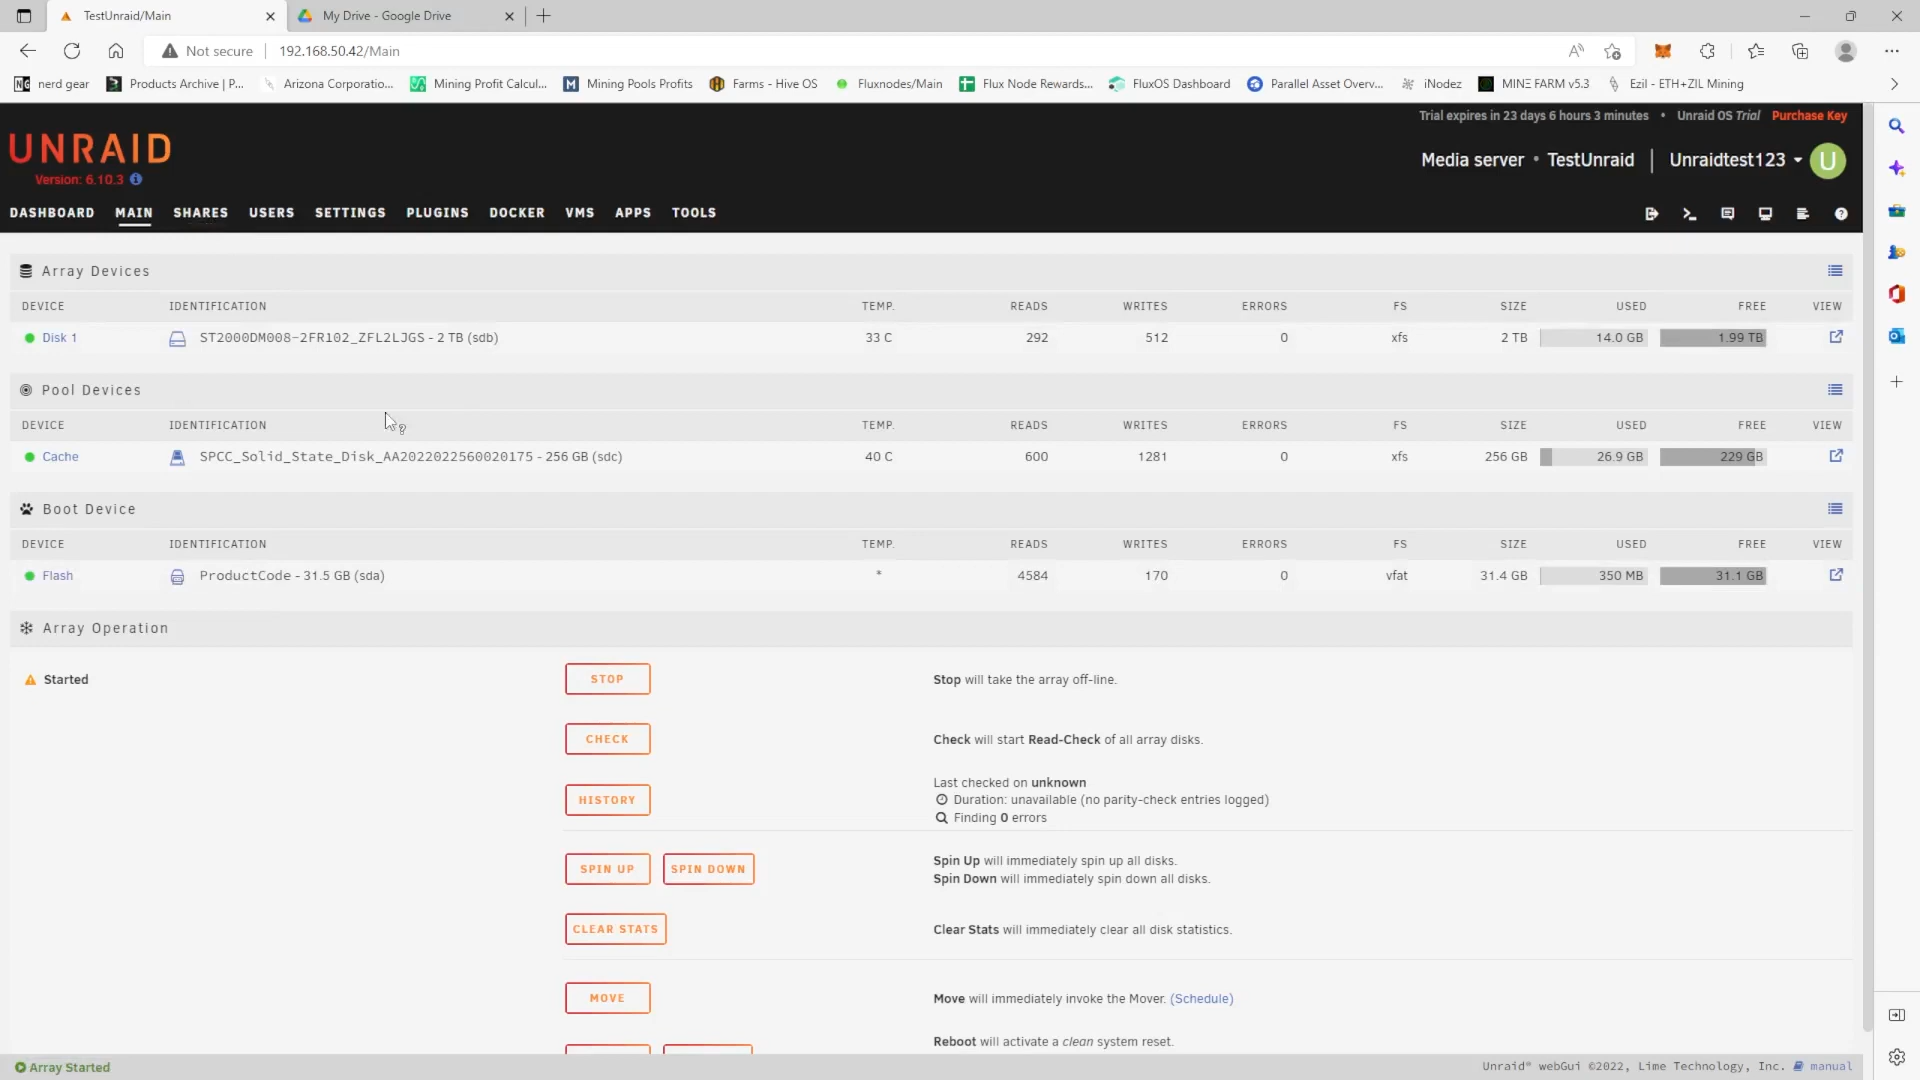 TestUnraid/Main
My Drive - Google Drive
Not secure
192.168.50.42/Main
nerd gear
Products Archive | P...
Arizona Corporatio...
Mining Profit Calcul...
Mining Pools Profits
Farms - Hive OS
Fluxnodes/Main
Flux Node Rewards...
FluxOS Dashboard
Parallel Asset Overv...
iNodez
MINE FARM v5.3
Ezil - ETH+ZIL Mining
Trial expires in 23 days 6 hours 3 minutes • Unraid OS Trial Purchase Key
UNRAID
Version: 6.10.3
Media server • TestUnraid
Unraidtest123
U
DASHBOARD MAIN SHARES USERS SETTINGS PLUGINS DOCKER VMS APPS TOOLS
Array Devices
DEVICE IDENTIFICATION TEMP. READS WRITES ERRORS FS SIZE USED FREE VIEW
Disk 1 ST2000DM008-2FR102_ZFL2LJGS - 2 TB (sdb) 33 C 292 512 0 xfs 2 TB 14.0 GB 1.99 TB
Pool Devices
DEVICE IDENTIFICATION TEMP. READS WRITES ERRORS FS SIZE USED FREE VIEW
Cache SPCC_Solid_State_Disk_AA2022022560020175 - 256 GB (sdc) 40 C 600 1281 0 xfs 256 GB 26.9 GB 229 GB
Boot Device
DEVICE IDENTIFICATION TEMP. READS WRITES ERRORS FS SIZE USED FREE VIEW
Flash ProductCode - 31.5 GB (sda) * 4584 170 0 vfat 31.4 GB 350 MB 31.1 GB
Array Operation
Started
STOP
Stop will take the array off-line.
CHECK
Check will start Read-Check of all array disks.
HISTORY
Last checked on unknown
Duration: unavailable (no parity-check entries logged)
Finding 0 errors
SPIN UP SPIN DOWN
Spin Up will immediately spin up all disks.
Spin Down will immediately spin down all disks.
CLEAR STATS
Clear Stats will immediately clear all disk statistics.
MOVE
Move will immediately invoke the Mover. (Schedule)
Reboot will activate a clean system reset.
Array Started
Unraid® webGui ©2022, Lime Technology, Inc. manual